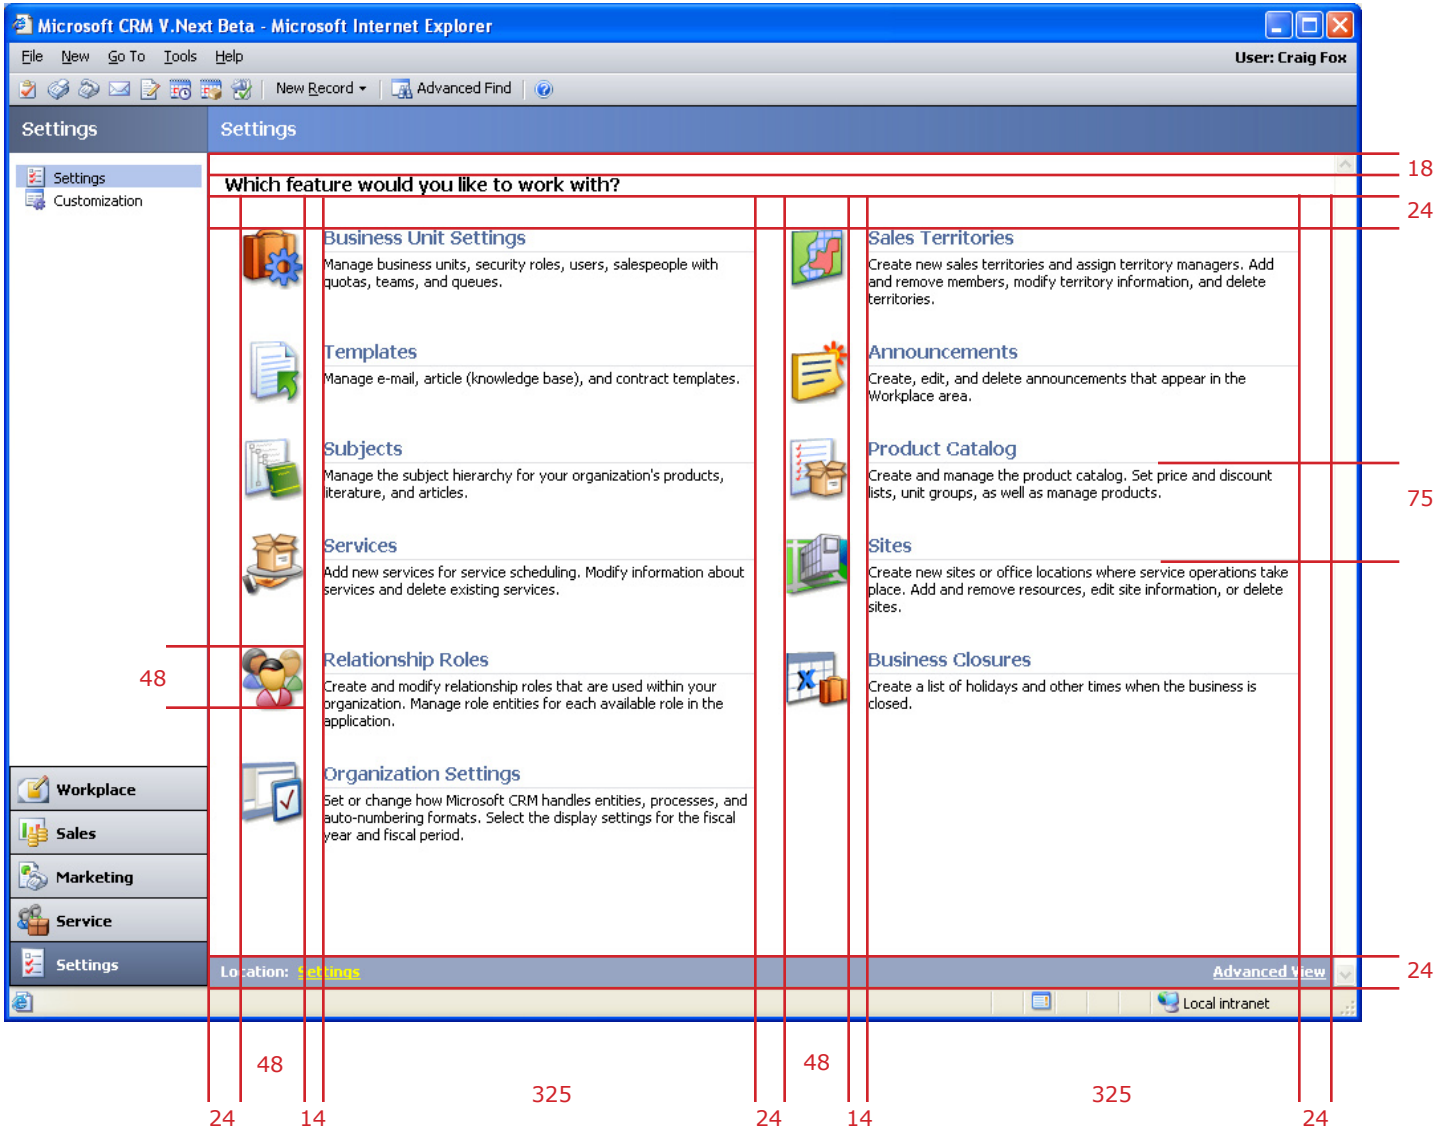 Microsoft CRM V.Next Beta - Microsoft Internet Explorer
File New Go To Tools Help
User: Craig Fox
New Record
Advanced Find
Settings
Settings
Settings
Customization
18
Which feature would you like to work with?
24
Business Unit Settings
Manage business units, security roles, users, salespeople with
quotas, teams, and queues.
Sales Territories
Create new sales territories and assign territory managers. Add
and remove members, modify territory information, and delete
territories.
Templates
Manage e-mail, article (knowledge base), and contract templates.
Announcements
Create, edit, and delete announcements that appear in the
Workplace area.
Subjects
Manage the subject hierarchy for your organization's products,
literature, and articles.
Product Catalog
Create and manage the product catalog. Set price and discount
lists, unit groups, as well as manage products.
75
Services
Add new services for service scheduling. Modify information about
services and delete existing services.
Sites
Create new sites or office locations where service operations take
place. Add and remove resources, edit site information, or delete
sites.
48
Relationship Roles
Create and modify relationship roles that are used within your
organization. Manage role entities for each available role in the
application.
Business Closures
Create a list of holidays and other times when the business is
closed.
Organization Settings
Set or change how Microsoft CRM handles entities, processes, and
auto-numbering formats. Select the display settings for the fiscal
year and fiscal period.
Workplace
Sales
Marketing
Service
Settings
Location: Settings
Advanced View
24
Local intranet
48
48
325
325
24
14
24
14
24